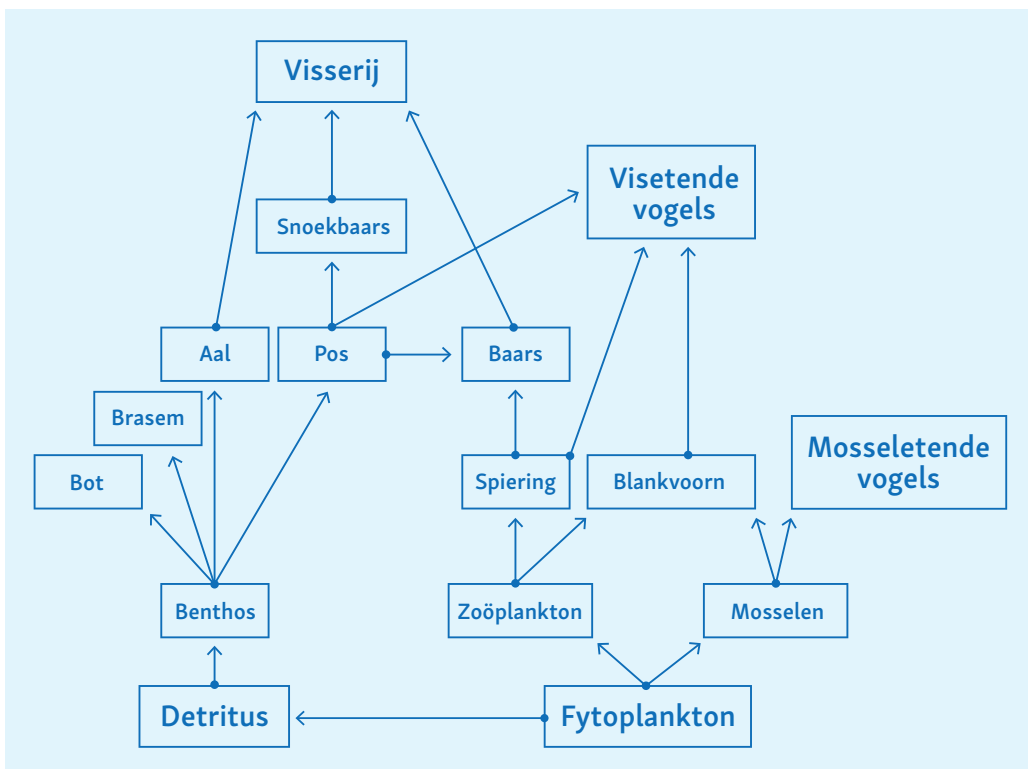 Visserij
Visetende
vogels
Snoekbaars
Aal
Pos
Baars
Brasem
Mosseletende
vogels
Bot
Spiering
Blankvoorn
Benthos
Zoöplankton
Mosselen
Detritus
Fytoplankton